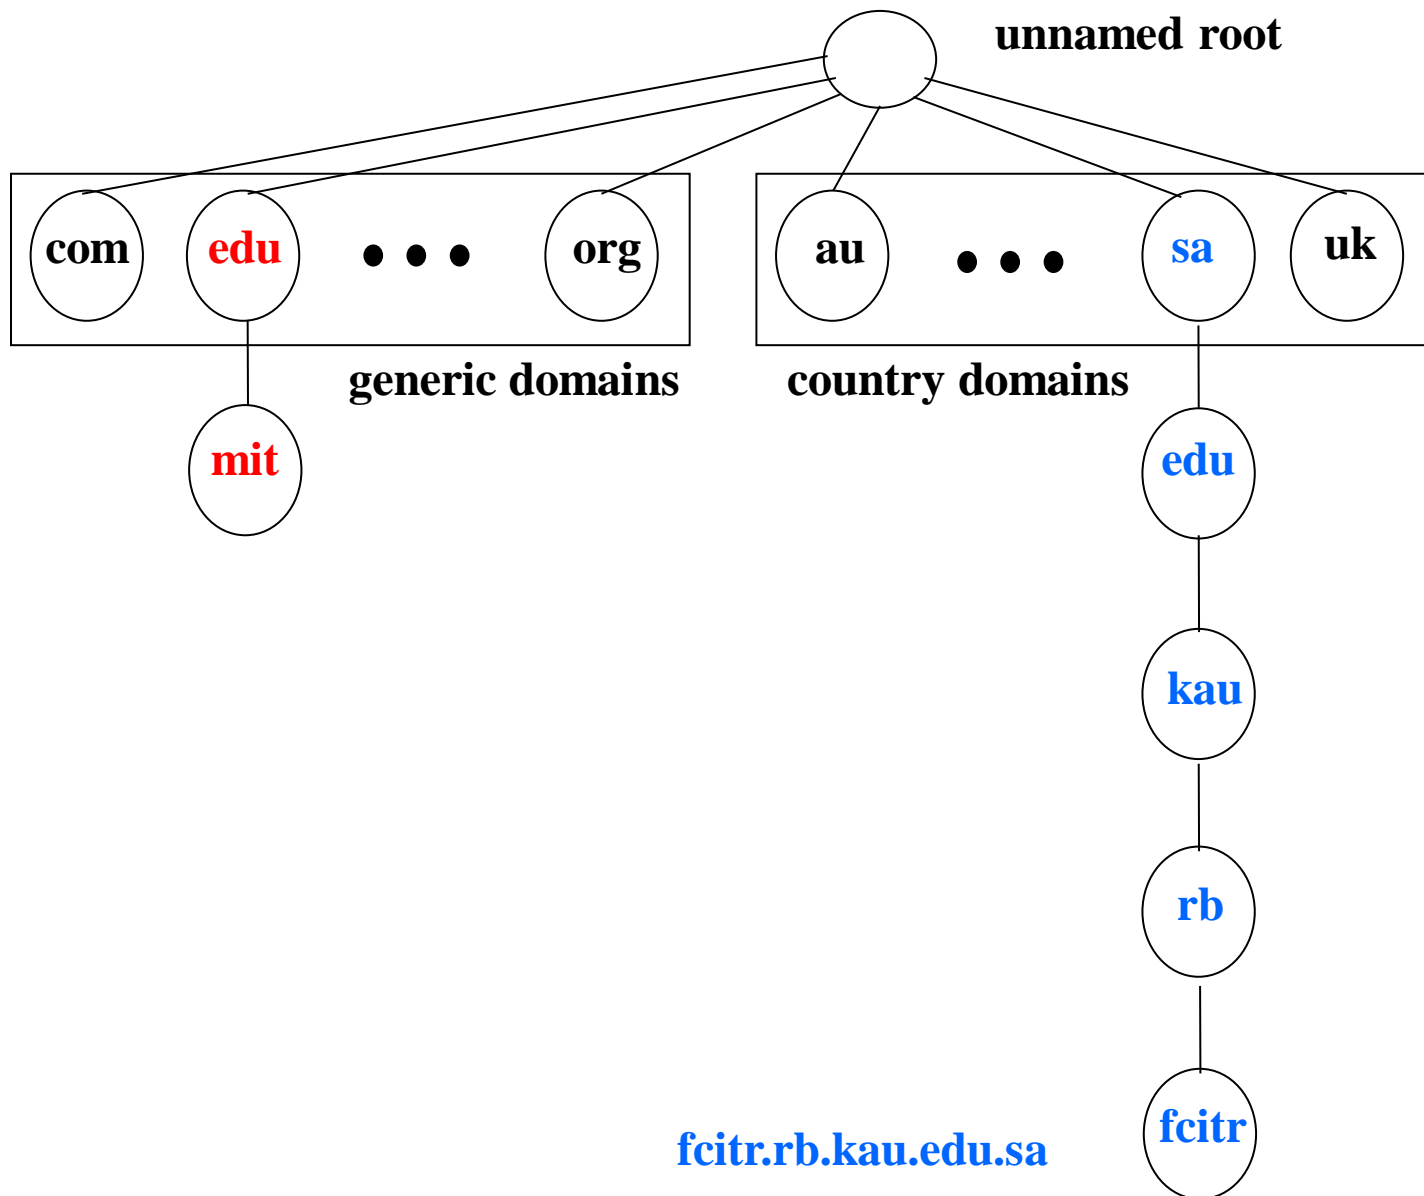 unnamed root
com edu org au sa uk
generic domains country domains
mit edu
kau
rb
fcitr
fcitr.rb.kau.edu.sa